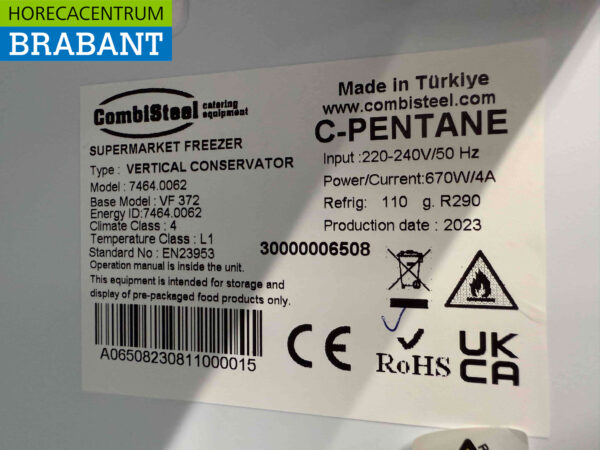 HORECACENTRUM
BRABANT
CombiSteel catering equipment
SUPERMARKET FREEZER
Type : VERTICAL CONSERVATOR
Model : 7464.0062
Base Model : VF 372
Energy ID:7464.0062
Climate Class : 4
Temperature Class : L1
Standard No : EN23953
Operation manual is inside the unit.
This equipment is intended for storage and
display of pre-packaged food products only.
A06508230811000015
Made in Türkiye
www.combisteel.com
C-PENTANE
Input :220-240V/50 Hz
Power/Current:670W/4A
Refrig: 110 g. R290
Production date : 2023
30000006508
CE
RoHS
UK
CA